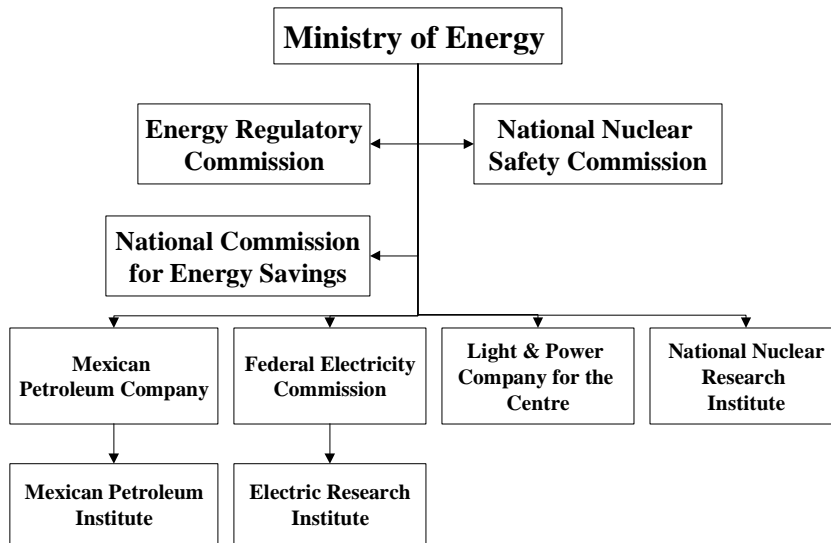 Ministry of Energy
Energy Regulatory
Commission
National Nuclear
Safety Commission
National Commission
for Energy Savings
Mexican
Petroleum Company
Federal Electricity
Commission
Light & Power
Company for the
Centre
National Nuclear
Research
Institute
Mexican Petroleum
Institute
Electric Research
Institute